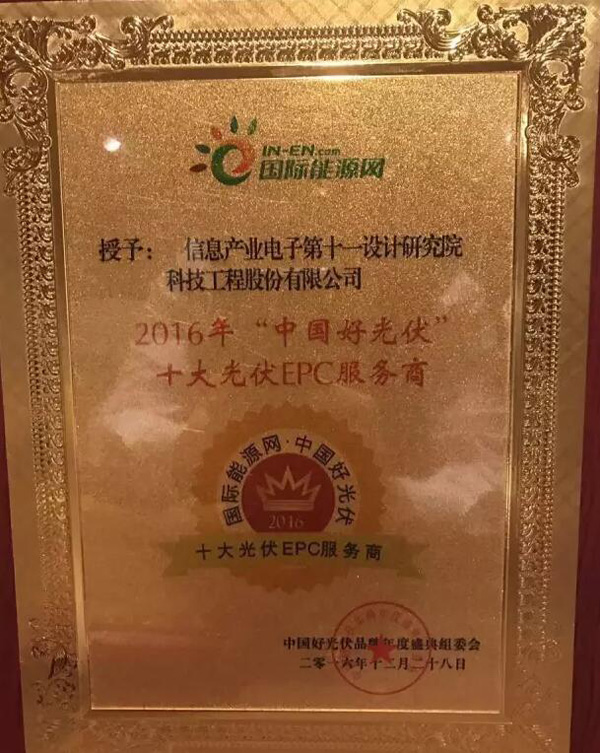 IN-EN.com
国际能源网
授予： 信息产业电子第十一设计研究院
科技工程股份有限公司
2016年“中国好光伏”
十大光伏EPC服务商
国际能源网·中国好光伏
2016
十大光伏EPC服务商
中国好光伏品牌年度盛典组委会
二零一六年十二月二十八日